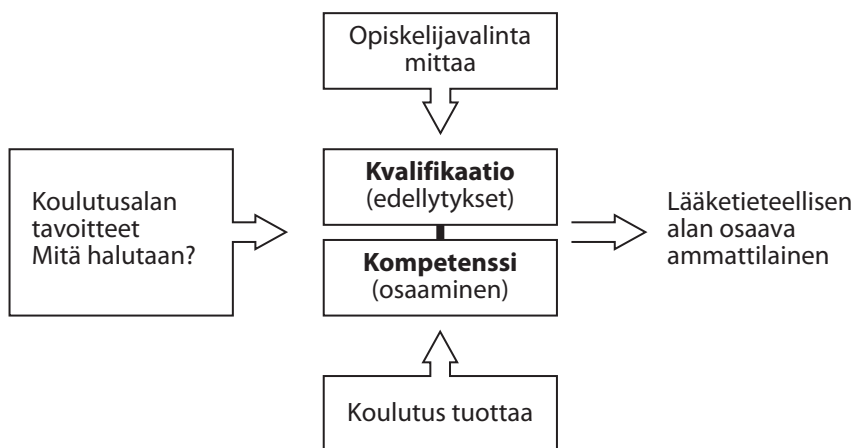 Opiskelijavalinta
mittaa
Koulutusalan
tavoitteet
Mitä halutaan?
Kvalifikaatio
(edellytykset)
Kompetenssi
(osaaminen)
Lääketieteellisen
alan osaava
ammattilainen
Koulutus tuottaa